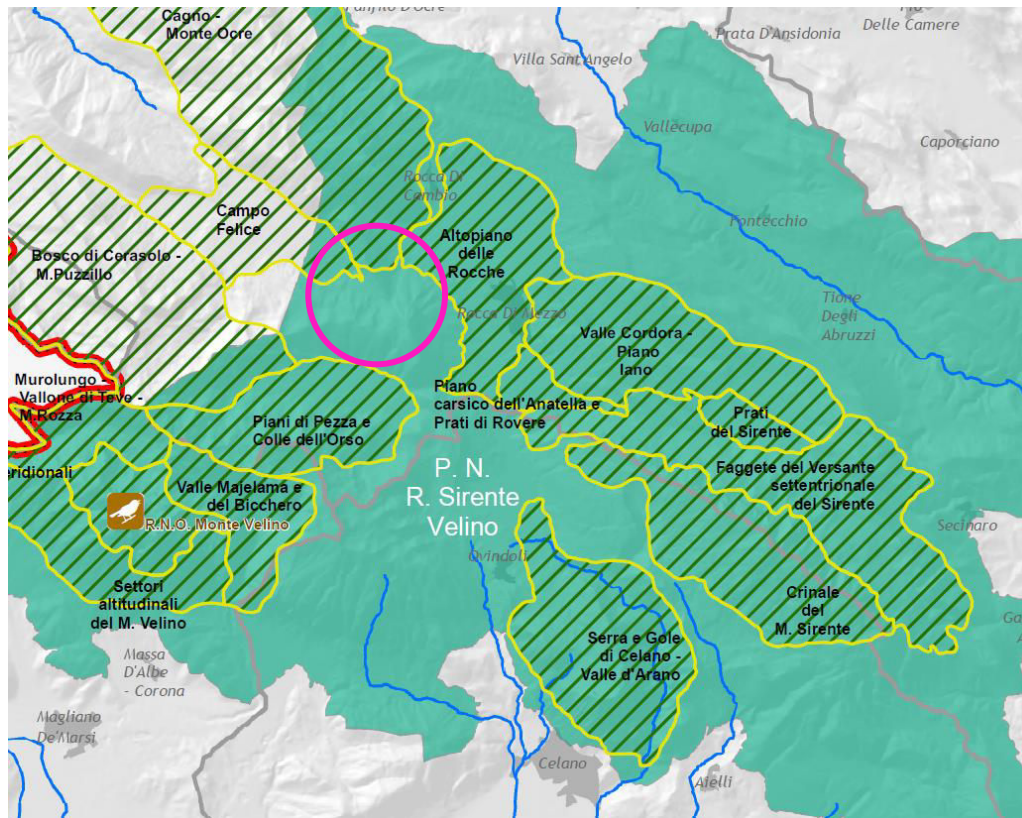 Cagno -
Monte Ocre
Panfilo D'Ocre
Delle Camere
Prata D'Ansidonia
Villa Sant'Angelo
Vallecupa
Caporciano
Rocca Di
Cambio
Campo
Felice
Fontecchio
Altopiano
delle
Rocche
Bosco di Cerasolo -
M.Puzzillo
Rocca Di Mezzo
Tione
Degli
Abruzzi
Valle Cordora -
Piano
Iano
Murolungo -
Vallone di Teve -
M.Rozza
Piano
carsico dell'Anatella e
Prati di Rovere
Piani di Pezza e
Colle dell'Orso
Prati
del Sirente
eridionali
P. N.
R. Sirente
Velino
Faggete del Versante
settentrionale
del Sirente
Valle Majelama e
del Bicchero
R.N.O. Monte Velino
Secinaro
Ovindoli
Settori
altitudinali
del M. Velino
Crinale
del
M. Sirente
Serra e Gole
di Celano -
Valle d'Arano
Massa
D'Albe
- Corona
Magliano
De'Marsi
Celano
Aielli